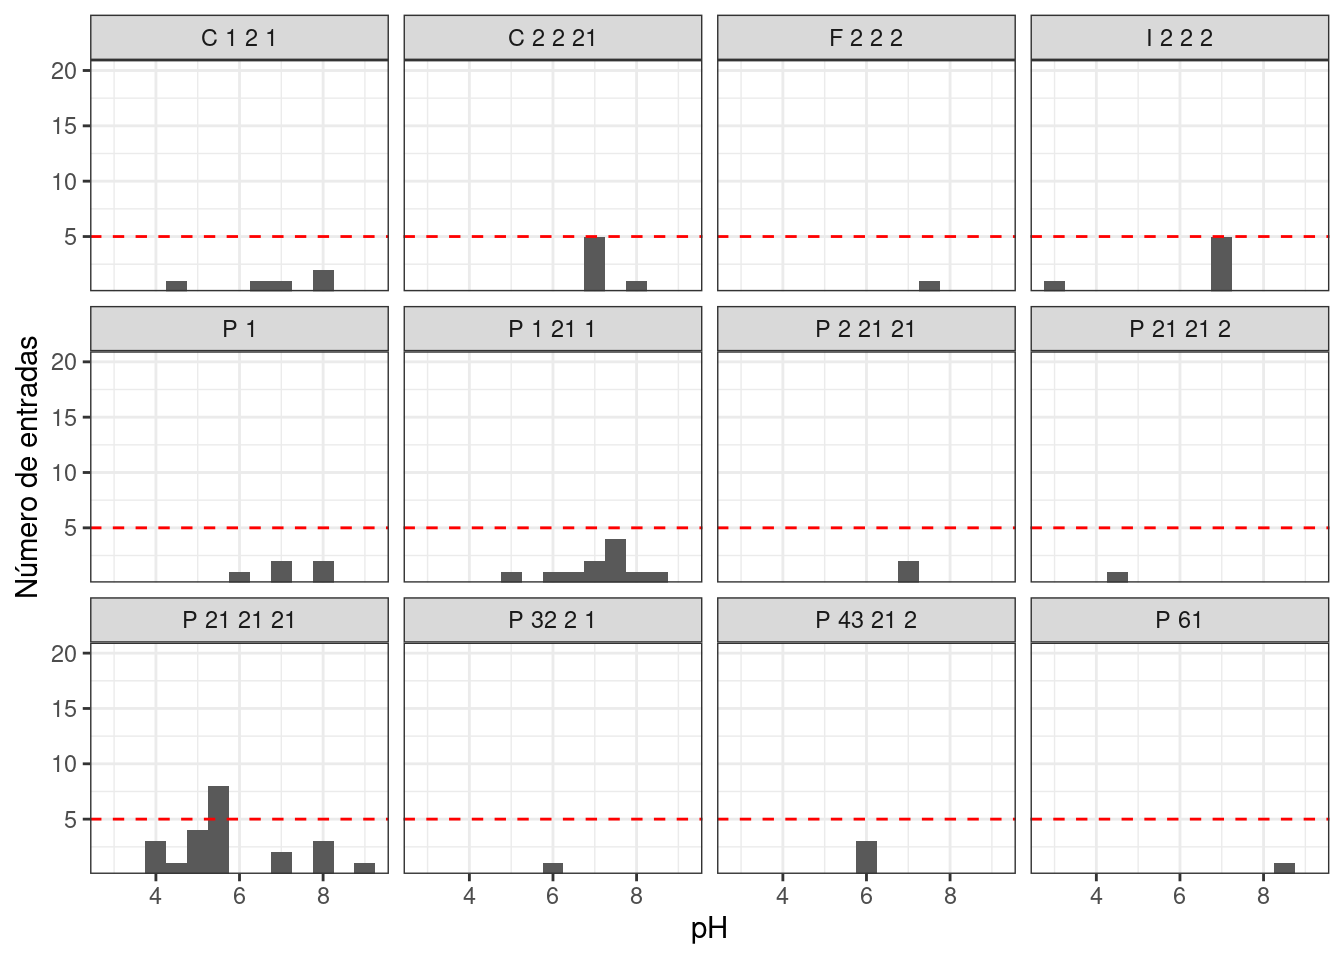 C 1 2 1
C 2 2 21
F 2 2 2
I 2 2 2
20
15
10
5
P 1
P 1 21 1
P 2 21 21
P 21 21 2
20
15
10
5
Número de entradas
P 21 21 21
P 32 2 1
P 43 21 2
P 61
20
15
10
5
4 6 8
4 6 8
4 6 8
4 6 8
pH